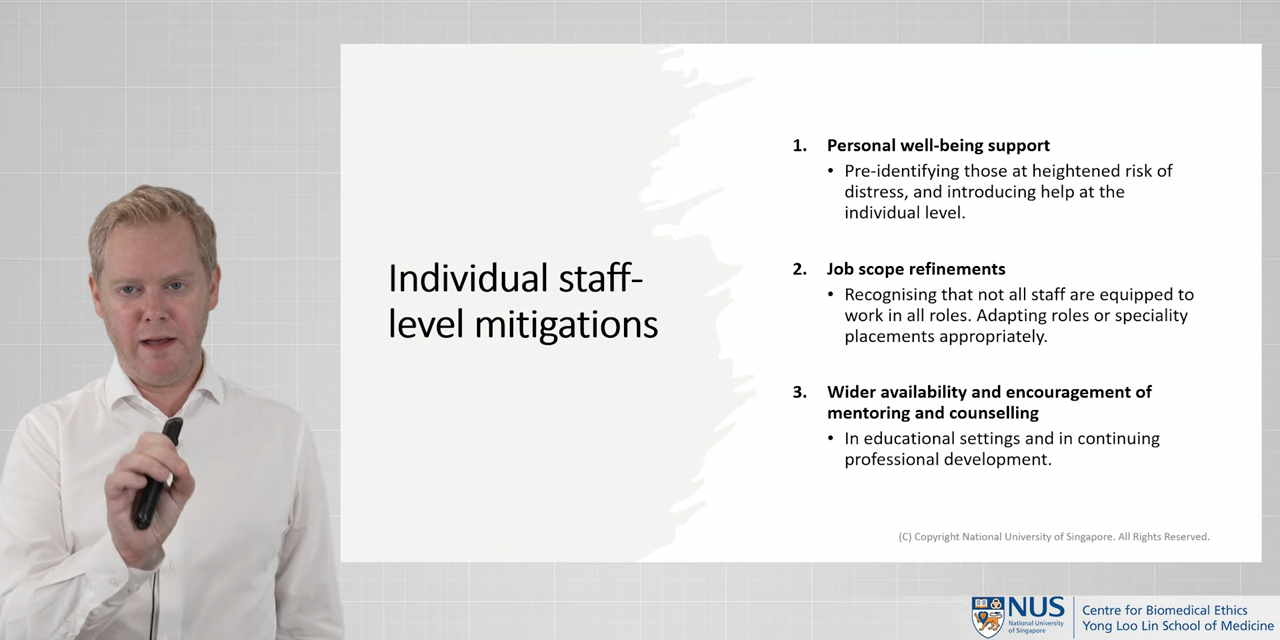 Individual staff-
level mitigations
1. Personal well-being support
• Pre-identifying those at heightened risk of
distress, and introducing help at the
individual level.
2. Job scope refinements
• Recognising that not all staff are equipped to
work in all roles. Adapting roles or speciality
placements appropriately.
3. Wider availability and encouragement of
mentoring and counselling
• In educational settings and in continuing
professional development.
(C) Copyright National University of Singapore. All Rights Reserved.
NUS
National University
of Singapore
Centre for Biomedical Ethics
Yong Loo Lin School of Medicine